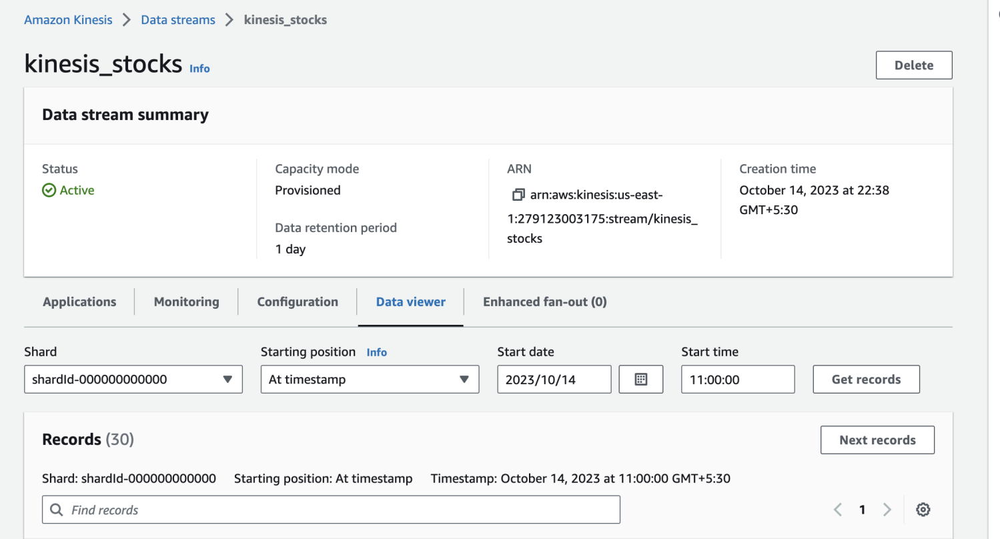 Amazon Kinesis > Data streams > kinesis_stocks
kinesis_stocks Info
Delete
Data stream summary
Status
Active
Capacity mode
Provisioned
Data retention period
1 day
ARN
arn:aws:kinesis:us-east-
1:279123003175:stream/kinesis_
stocks
Creation time
October 14, 2023 at 22:38
GMT+5:30
Applications
Monitoring
Configuration
Data viewer
Enhanced fan-out (0)
Shard
shardId-000000000000
Starting position Info
At timestamp
Start date
2023/10/14
Start time
11:00:00
Get records
Records (30)
Next records
Shard: shardId-000000000000 Starting position: At timestamp Timestamp: October 14, 2023 at 11:00:00 GMT+5:30
Find records
< 1 >